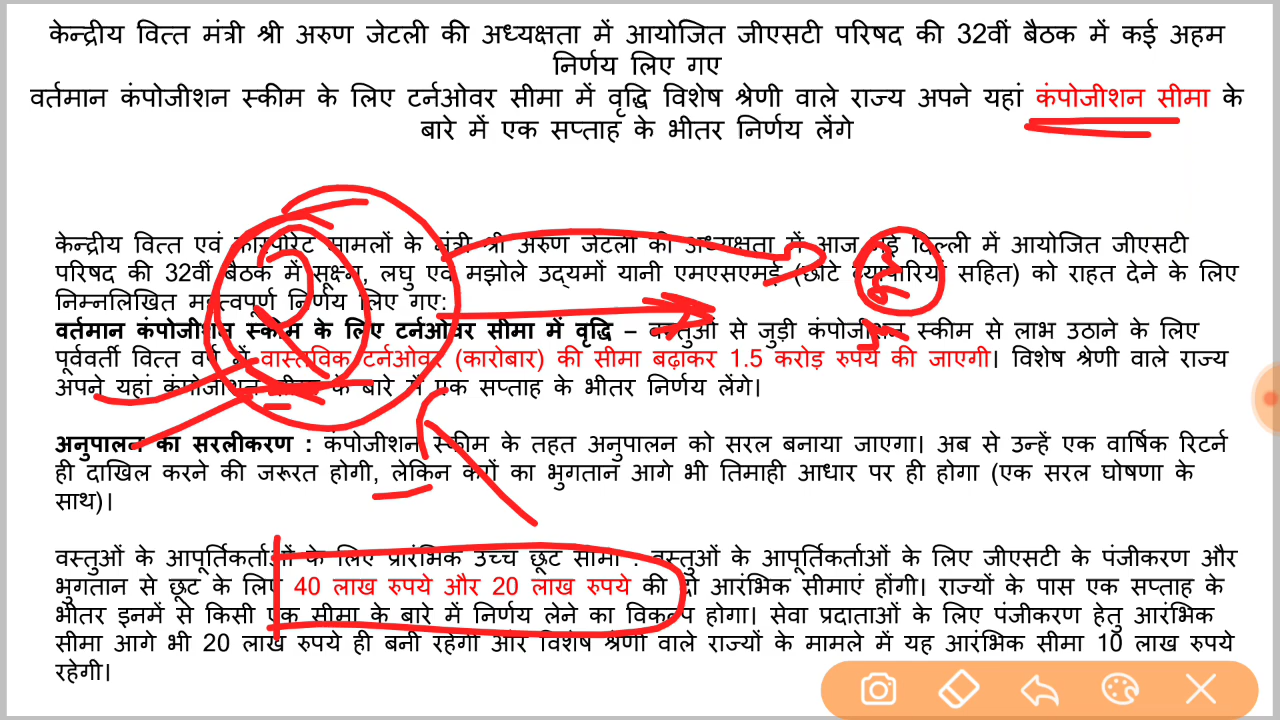 केन्द्रीय वित्त मंत्री श्री अरुण जेटली की अध्यक्षता में आयोजित जीएसटी परिषद की 32वीं बैठक में कई अहम
निर्णय लिए गए
वर्तमान कंपोजीशन स्कीम के लिए टर्नओवर सीमा में वृद्धि विशेष श्रेणी वाले राज्य अपने यहां कंपोजीशन सीमा के
बारे में एक सप्ताह के भीतर निर्णय लेंगे
केन्द्रीय वित्त एवं कॉरपोरेट मामलों के मंत्री श्री अरुण जेटली की अध्यक्षता में आज नई दिल्ली में आयोजित जीएसटी
परिषद की 32वीं बैठक में सूक्ष्म, लघु एवं मझोले उद्यमों यानी एमएसएमई (छोटे व्यापारियों सहित) को राहत देने के लिए
निम्नलिखित महत्वपूर्ण निर्णय लिए गए:
वर्तमान कंपोजीशन स्कीम के लिए टर्नओवर सीमा में वृद्धि – वस्तुओं से जुड़ी कंपोजीशन स्कीम से लाभ उठाने के लिए
पूर्ववर्ती वित्त वर्ष में वास्तविक टर्नओवर (कारोबार) की सीमा बढ़ाकर 1.5 करोड़ रुपये की जाएगी। विशेष श्रेणी वाले राज्य
अपने यहां कंपोजीशन सीमा के बारे में एक सप्ताह के भीतर निर्णय लेंगे।
अनुपालन का सरलीकरण : कंपोजीशन स्कीम के तहत अनुपालन को सरल बनाया जाएगा। अब से उन्हें एक वार्षिक रिटर्न
ही दाखिल करने की जरूरत होगी, लेकिन करों का भुगतान आगे भी तिमाही आधार पर ही होगा (एक सरल घोषणा के
साथ)।
वस्तुओं के आपूर्तिकर्ताओं के लिए प्रारंभिक उच्च छूट सीमा : वस्तुओं के आपूर्तिकर्ताओं के लिए जीएसटी के पंजीकरण और
भुगतान से छूट के लिए 40 लाख रुपये और 20 लाख रुपये की दो आरंभिक सीमाएं होंगी। राज्यों के पास एक सप्ताह के
भीतर इनमें से किसी एक सीमा के बारे में निर्णय लेने का विकल्प होगा। सेवा प्रदाताओं के लिए पंजीकरण हेतु आरंभिक
सीमा आगे भी 20 लाख रुपये ही बनी रहेगी और विशेष श्रेणी वाले राज्यों के मामले में यह आरंभिक सीमा 10 लाख रुपये
रहेगी।